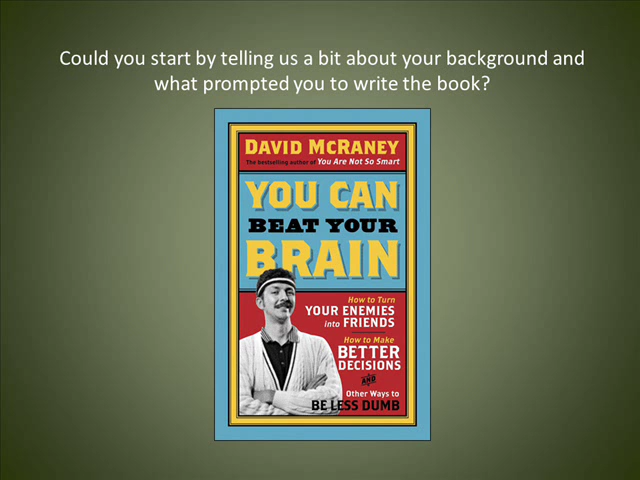 Could you start by telling us a bit about your background and
what prompted you to write the book?
DAVID MCRANEY
The bestselling author of You Are Not So Smart
YOU CAN
BEAT YOUR
BRAIN
How to Turn
YOUR ENEMIES
into FRIENDS
How to Make
BETTER
DECISIONS
AND
Other Ways to
BE LESS DUMB